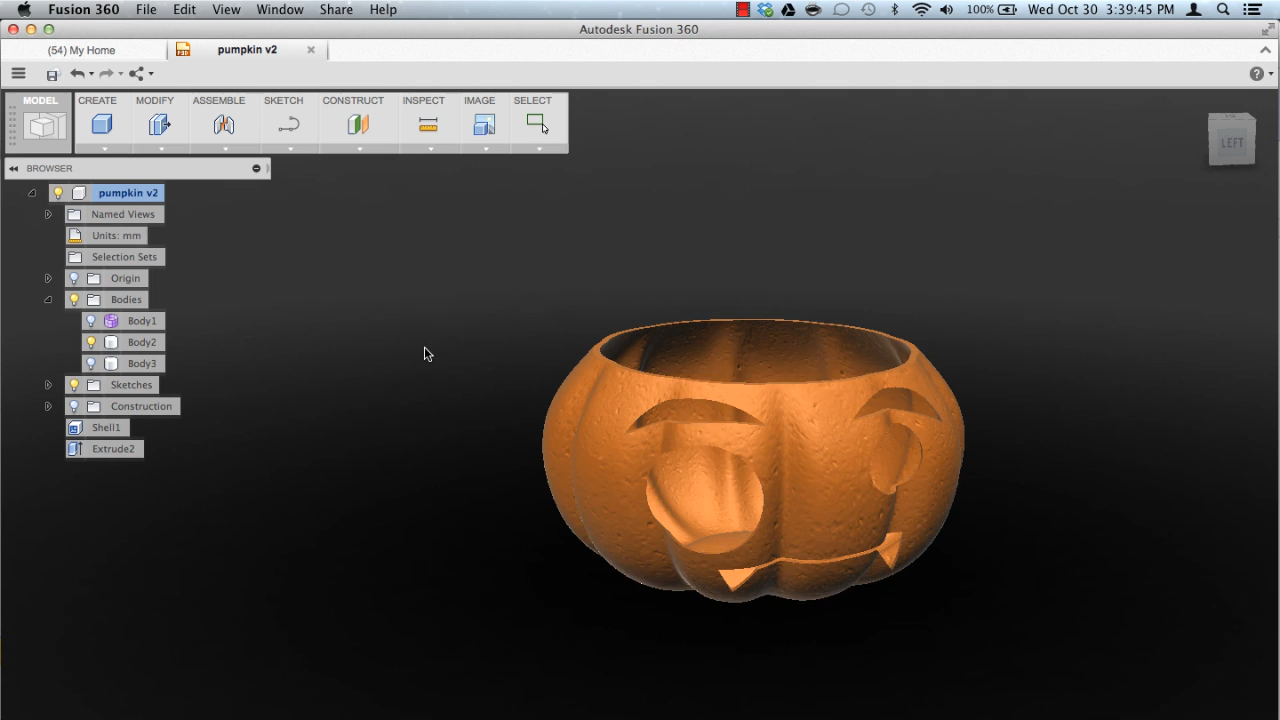 Fusion 360 File Edit View Window Share Help 100% Wed Oct 30 3:39:45 PM
Autodesk Fusion 360
(54) My Home pumpkin v2
MODEL CREATE MODIFY ASSEMBLE SKETCH CONSTRUCT INSPECT IMAGE SELECT
BROWSER
LEFT
pumpkin v2
Named Views
Units: mm
Selection Sets
Origin
Bodies
Body1
Body2
Body3
Sketches
Construction
Shell1
Extrude2